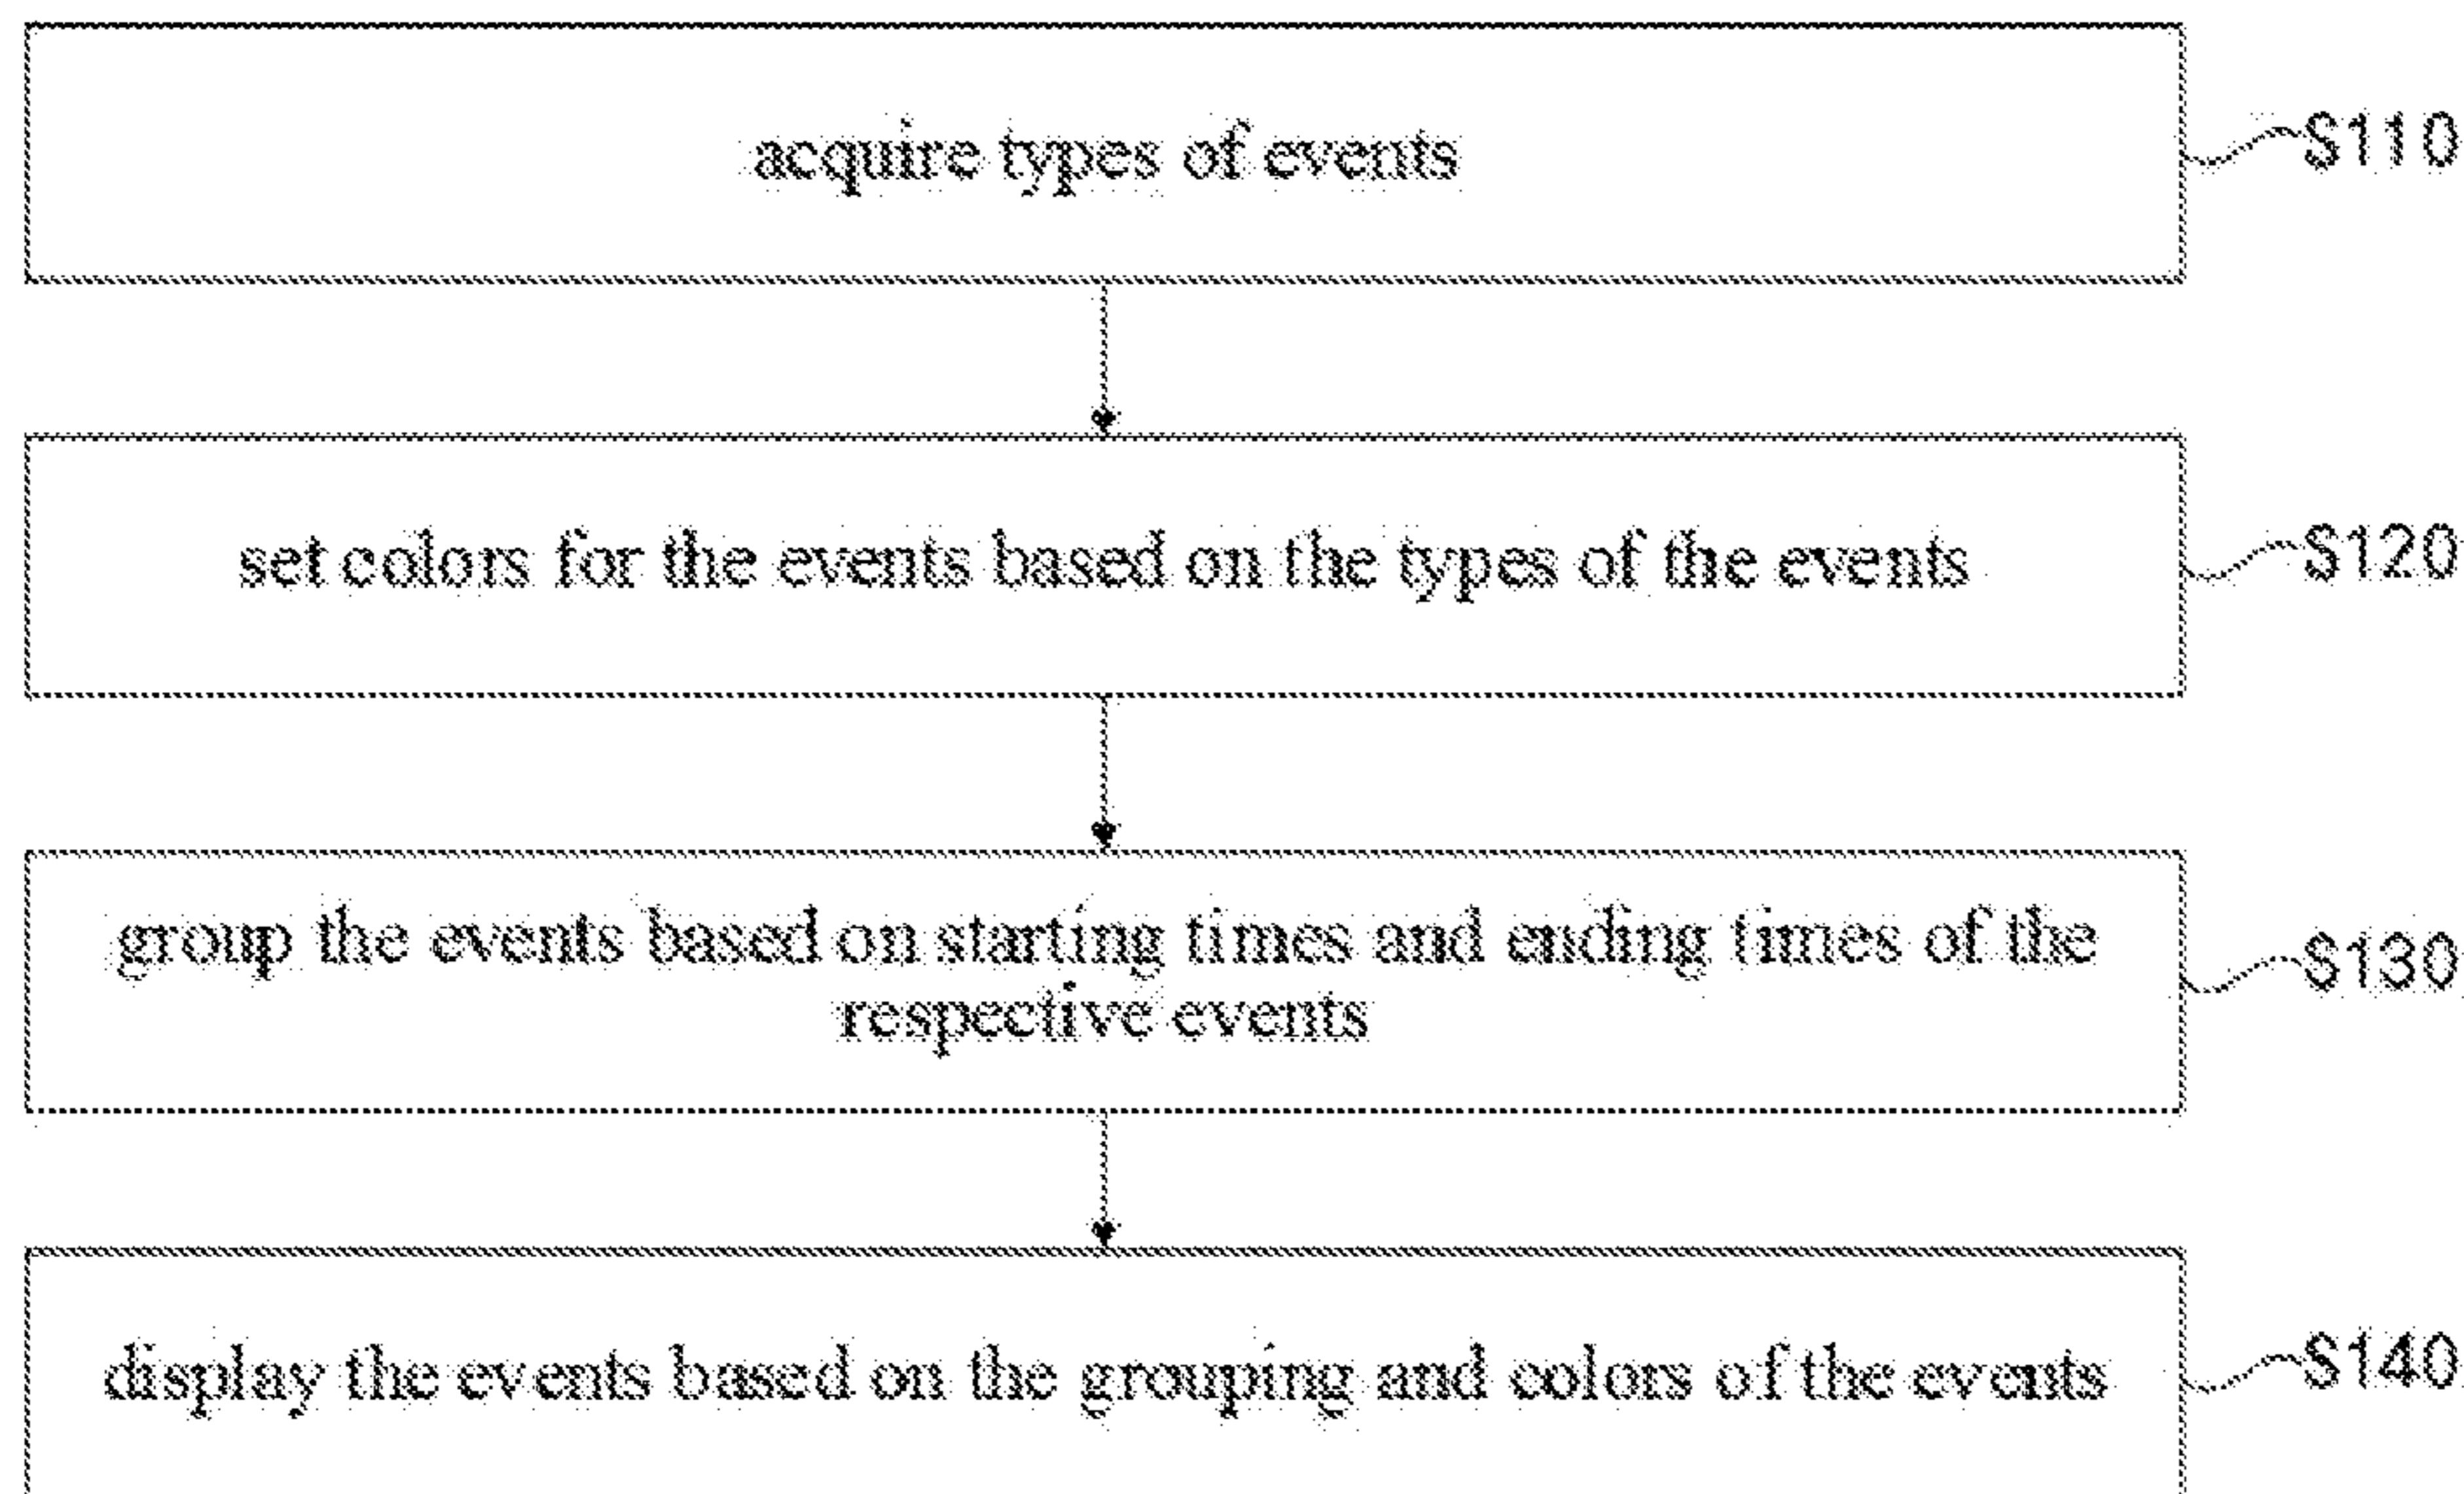 acquire types of events
S110
set colors for the events based on the types of the events
S120
group the events based on starting times and ending times of the
respective events
S130
display the events based on the grouping and colors of the events
S140